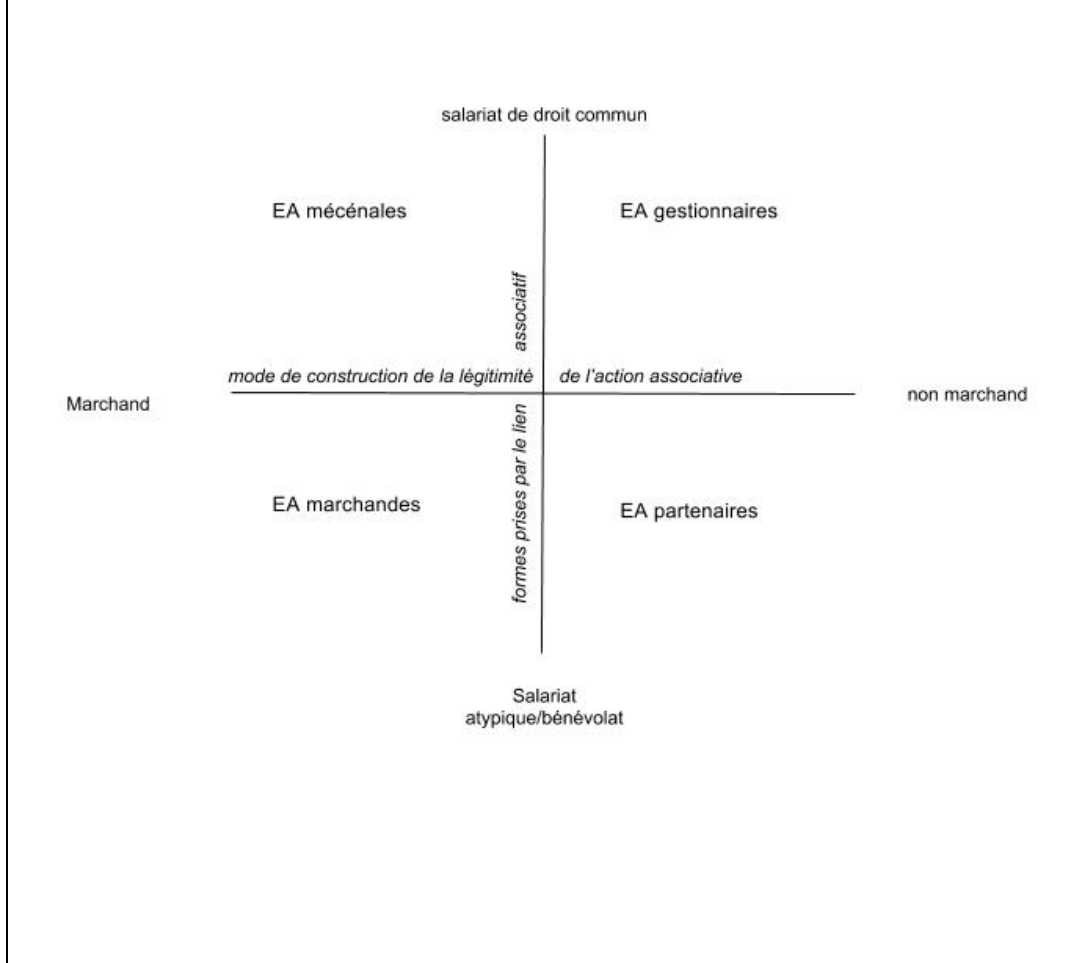 salariat de droit commun
EA mécénales
EA gestionnaires
associatif
mode de construction de la légitimité
de l'action associative
Marchand
non marchand
formes prises par le lien
EA marchandes
EA partenaires
Salariat
atypique/bénévolat